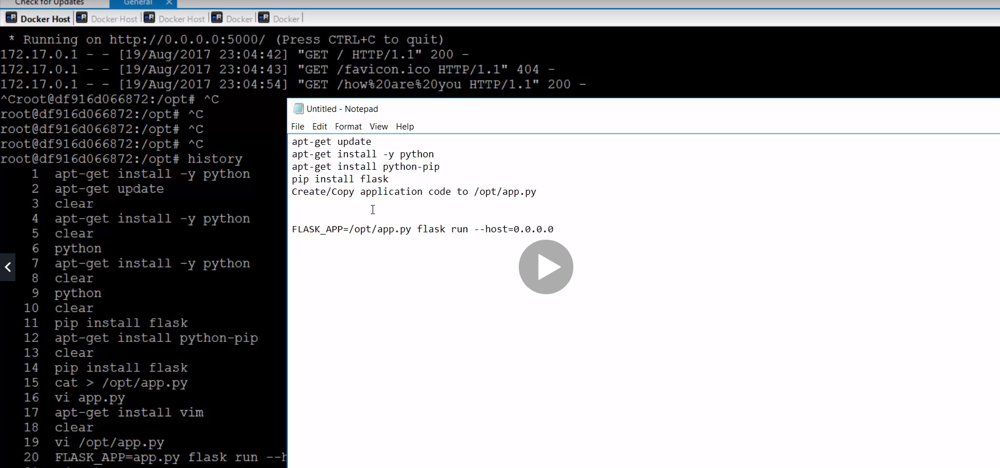 Check for Updates
General
Docker Host
Docker Host
Docker Host
Docker
Docker
* Running on http://0.0.0.0:5000/ (Press CTRL+C to quit)
172.17.0.1 - - [19/Aug/2017 23:04:42] "GET / HTTP/1.1" 200 -
172.17.0.1 - - [19/Aug/2017 23:04:43] "GET /favicon.ico HTTP/1.1" 404 -
172.17.0.1 - - [19/Aug/2017 23:04:54] "GET /how%20are%20you HTTP/1.1" 200 -
^Croot@df916d066872:/opt# ^C
root@df916d066872:/opt# ^C
root@df916d066872:/opt# ^C
root@df916d066872:/opt# ^C
root@df916d066872:/opt# history
1 apt-get install -y python
2 apt-get update
3 clear
4 apt-get install -y python
5 clear
6 python
7 apt-get install -y python
8 clear
9 python
10 clear
11 pip install flask
12 apt-get install python-pip
13 clear
14 pip install flask
15 cat > /opt/app.py
16 vi app.py
17 apt-get install vim
18 clear
19 vi /opt/app.py
20 FLASK_APP=app.py flask run --h
Untitled - Notepad
File Edit Format View Help
apt-get update
apt-get install -y python
apt-get install python-pip
pip install flask
Create/Copy application code to /opt/app.py
FLASK_APP=/opt/app.py flask run --host=0.0.0.0